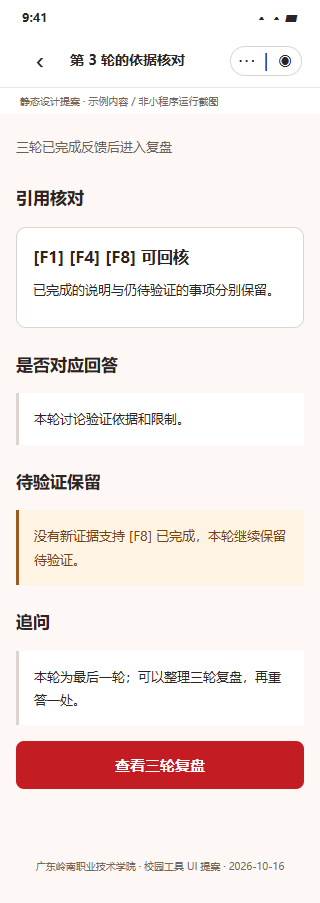 9:41
第 3 轮的依据核对
静态设计提案 · 示例内容 / 非小程序运行截图
三轮已完成反馈后进入复盘
引用核对
[F1] [F4] [F8] 可回核
已完成的说明与仍待验证的事项分别保留。
是否对应回答
本轮讨论验证依据和限制。
待验证保留
没有新证据支持 [F8] 已完成，本轮继续保留
待验证。
追问
本轮为最后一轮；可以整理三轮复盘，再重
答一处。
查看三轮复盘
广东岭南职业技术学院 · 校园工具 UI 提案 · 2026-10-16